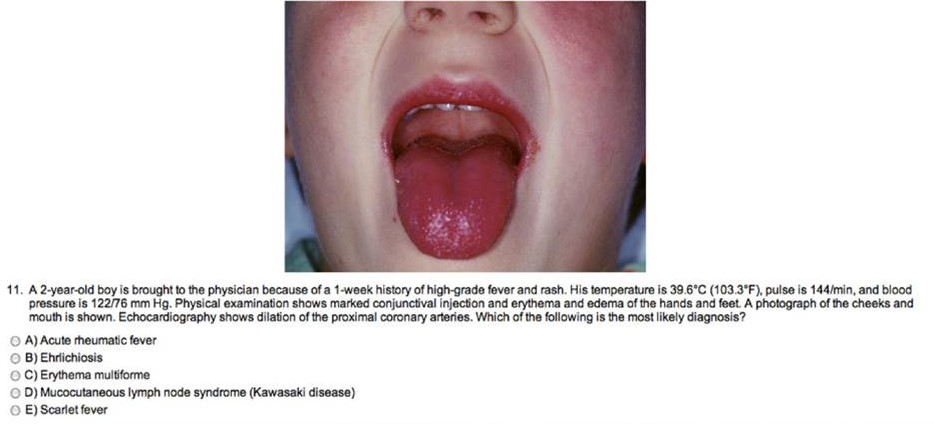 11. A 2-year-old boy is brought to the physician because of a 1-week history of high-grade fever and rash. His temperature is 39.6°C (103.3°F), pulse is 144/min, and blood
pressure is 122/76 mm Hg. Physical examination shows marked conjunctival injection and erythema and edema of the hands and feet. A photograph of the cheeks and
mouth is shown. Echocardiography shows dilation of the proximal coronary arteries. Which of the following is the most likely diagnosis?
A) Acute rheumatic fever
B) Ehrlichiosis
C) Erythema multiforme
D) Mucocutaneous lymph node syndrome (Kawasaki disease)
E) Scarlet fever